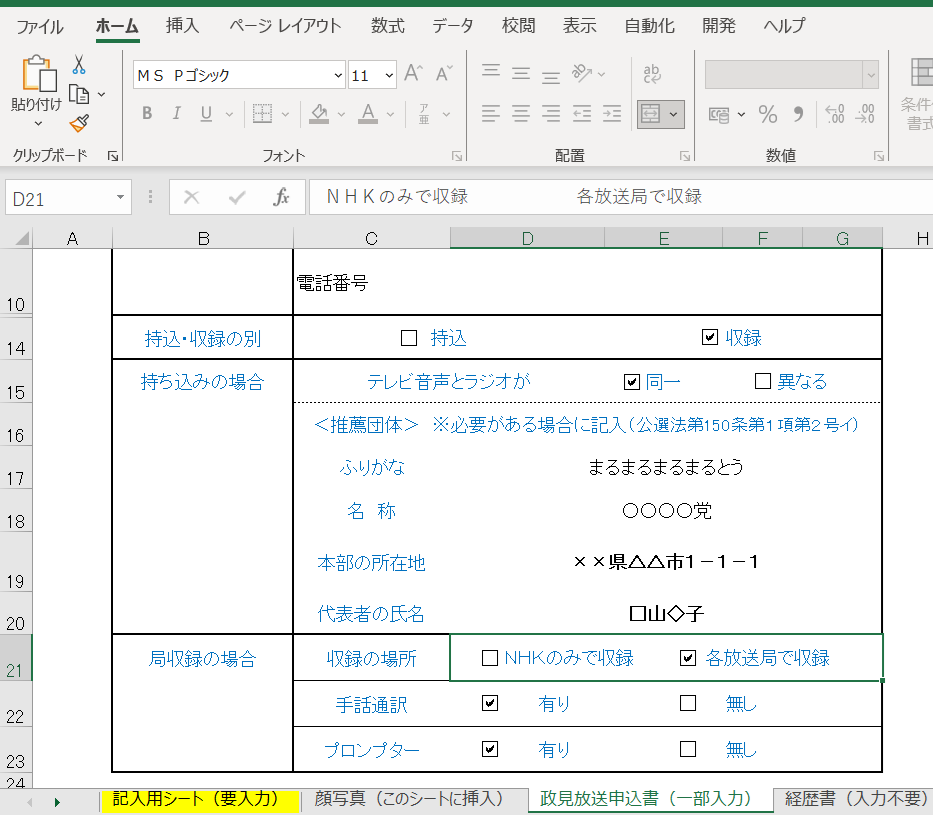 ファイル ホーム 挿入 ページ レイアウト 数式 データ 校閲 表示 自動化 開発 ヘルプ
ＭＳ Ｐゴシック 11 A A ab
貼り付け B I U A ア亜 % 9 .00 .0 条件
書式
クリップボード フォント 配置 数値
D21 fx ＮＨＫのみで収録 各放送局で収録
A B C D E F G H
10 電話番号
14 持込・収録の別 持込 収録
15 持ち込みの場合 テレビ音声とラジオが 同一 異なる
16 ＜推薦団体＞ ※必要がある場合に記入（公選法第150条第１項第２号イ）
17 ふりがな まるまるまるまるとう
18 名 称 〇〇〇〇党
19 本部の所在地 ××県△△市１－１－１
20 代表者の氏名 口山◇子
21 局収録の場合 収録の場所 NHKのみで収録 各放送局で収録
22 手話通訳 有り 無し
23 プロンプター 有り 無し
24
記入用シート（要入力） 顔写真（このシートに挿入） 政見放送申込書（一部入力） 経歴書（入力不要）